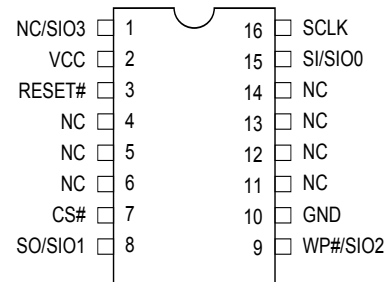 NC/SIO3 1 16 SCLK
VCC 2 15 SI/SIO0
RESET# 3 14 NC
NC 4 13 NC
NC 5 12 NC
NC 6 11 NC
CS# 7 10 GND
SO/SIO1 8 9 WP#/SIO2